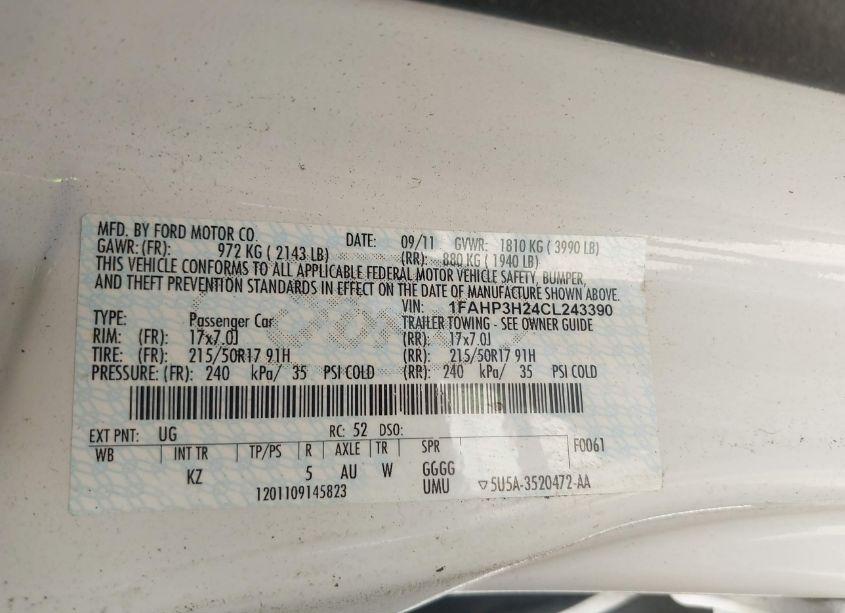 MFD. BY FORD MOTOR CO.
DATE: 09/11 GVWR: 1810 KG ( 3990 LB)
GAWR: (FR): 972 KG ( 2143 LB) (RR): 880 KG ( 1940 LB)
THIS VEHICLE CONFORMS TO ALL APPLICABLE FEDERAL MOTOR VEHICLE SAFETY, BUMPER,
AND THEFT PREVENTION STANDARDS IN EFFECT ON THE DATE OF MANUFACTURE SHOWN ABOVE.
VIN: 1FAHP3H24CL243390
TYPE: Passenger Car TRAILER TOWING - SEE OWNER GUIDE
RIM: (FR): 17x7.0J (RR): 17x7.0J
TIRE: (FR): 215/50R17 91H (RR): 215/50R17 91H
PRESSURE: (FR): 240 kPa/ 35 PSI COLD (RR): 240 kPa/ 35 PSI COLD
EXT PNT: UG RC: 52 DSO: F0061
WB INT TR TP/PS R AXLE TR SPR
KZ 5 AU W GGGG
1201109145823 UMU ▽5U5A-3520472-AA